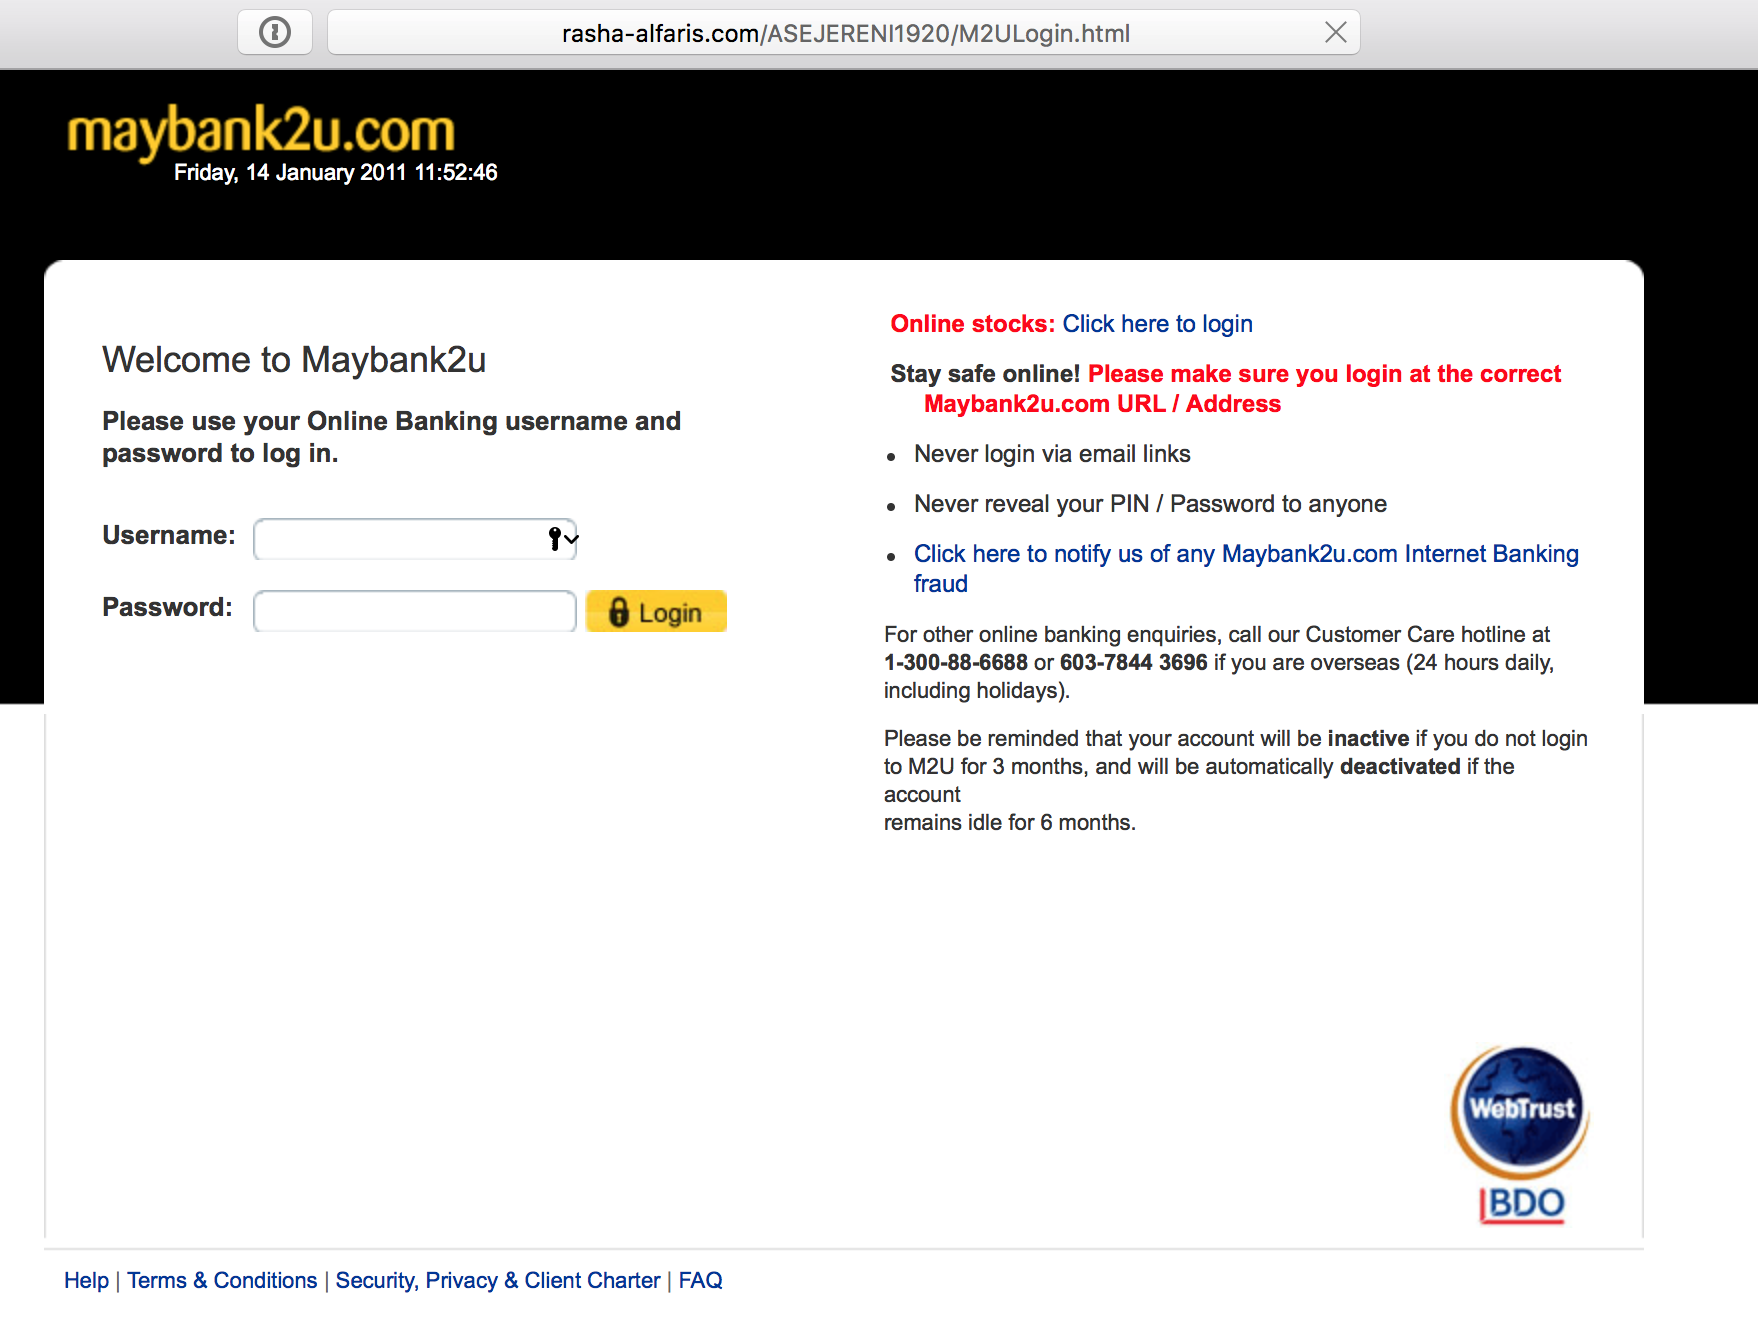 rasha-alfaris.com/ASEJERENI1920/M2ULogin.html
maybank2u.com
Friday, 14 January 2011 11:52:46
Welcome to Maybank2u
Please use your Online Banking username and
password to log in.
Username:
Password:
Login
Online stocks: Click here to login
Stay safe online! Please make sure you login at the correct
Maybank2u.com URL / Address
• Never login via email links
• Never reveal your PIN / Password to anyone
• Click here to notify us of any Maybank2u.com Internet Banking
fraud
For other online banking enquiries, call our Customer Care hotline at
1-300-88-6688 or 603-7844 3696 if you are overseas (24 hours daily,
including holidays).
Please be reminded that your account will be inactive if you do not login
to M2U for 3 months, and will be automatically deactivated if the
account
remains idle for 6 months.
WebTrust
BDO
Help | Terms & Conditions | Security, Privacy & Client Charter | FAQ